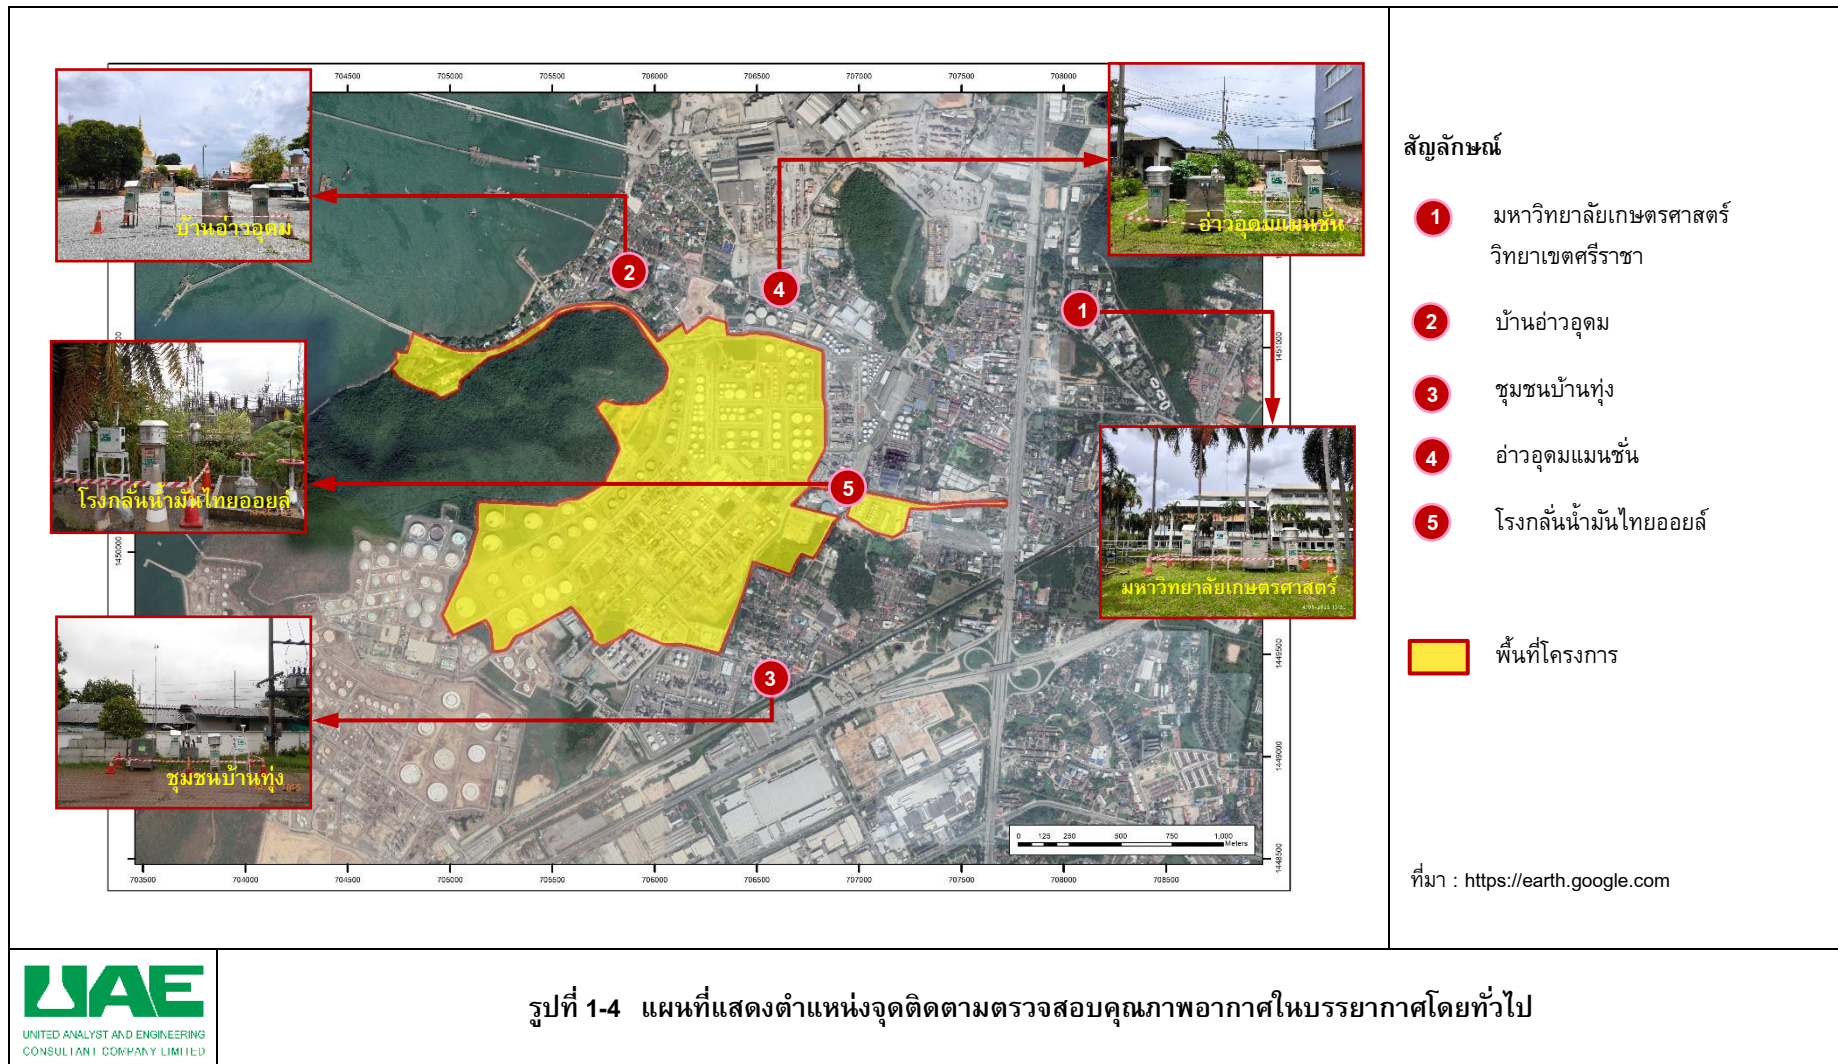 704500 705000 705500 706000 706500 707000 707500 708000
บ้านอ่าวอุดม
อ่าวอุดมแมนชั่น
2
4
1
1451000
โรงกลั่นน้ำมันไทยออยล์
5
1450000
มหาวิทยาลัยเกษตรศาสตร์
3
1449500
ชุมชนบ้านทุ่ง
1449000
0 125 250 500 750 1,000
Meters
1448500
703500 704000 704500 705000 705500 706000 706500 707000 707500 708000 708500
สัญลักษณ์
1 มหาวิทยาลัยเกษตรศาสตร์
วิทยาเขตศรีราชา
2 บ้านอ่าวอุดม
3 ชุมชนบ้านทุ่ง
4 อ่าวอุดมแมนชั่น
5 โรงกลั่นน้ำมันไทยออยล์
พื้นที่โครงการ
ที่มา : https://earth.google.com
UAE
UNITED ANALYST AND ENGINEERING
CONSULTANT COMPANY LIMITED
รูปที่ 1-4 แผนที่แสดงตำแหน่งจุดติดตามตรวจสอบคุณภาพอากาศในบรรยากาศโดยทั่วไป